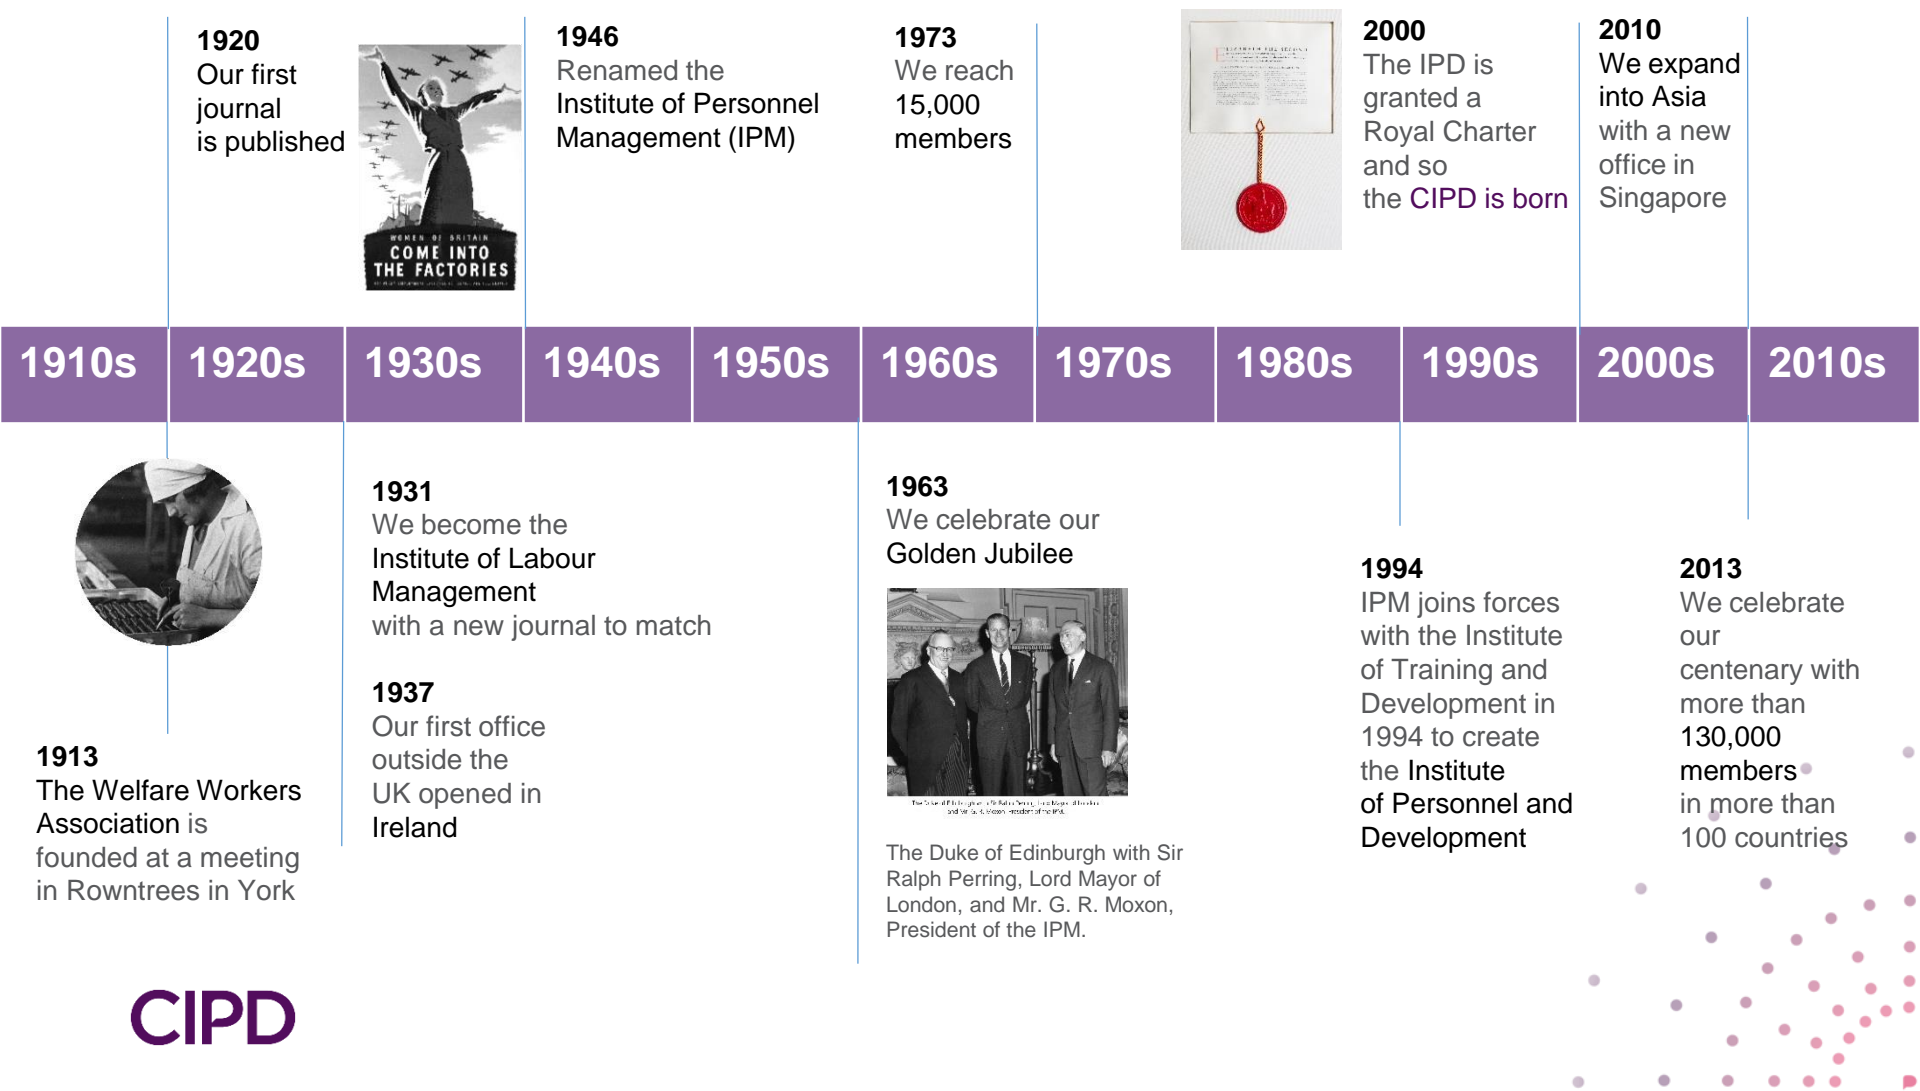 1920
Our first
journal
is published
WOMEN OF BRITAIN
COME INTO
THE FACTORIES
1946
Renamed the
Institute of Personnel
Management (IPM)
1973
We reach
15,000
members
ELIZABETH THE SECOND
2000
The IPD is
granted a
Royal Charter
and so
the CIPD is born
2010
We expand
into Asia
with a new
office in
Singapore
1910s
1920s
1930s
1940s
1950s
1960s
1970s
1980s
1990s
2000s
2010s
1913
The Welfare Workers
Association is
founded at a meeting
in Rowntrees in York
1931
We become the
Institute of Labour
Management
with a new journal to match
1937
Our first office
outside the
UK opened in
Ireland
1963
We celebrate our
Golden Jubilee
The Duke of Edinburgh with Sir
Ralph Perring, Lord Mayor of
London, and Mr. G. R. Moxon,
President of the IPM.
1994
IPM joins forces
with the Institute
of Training and
Development in
1994 to create
the Institute
of Personnel and
Development
2013
We celebrate
our
centenary with
more than
130,000
members
in more than
100 countries
CIPD